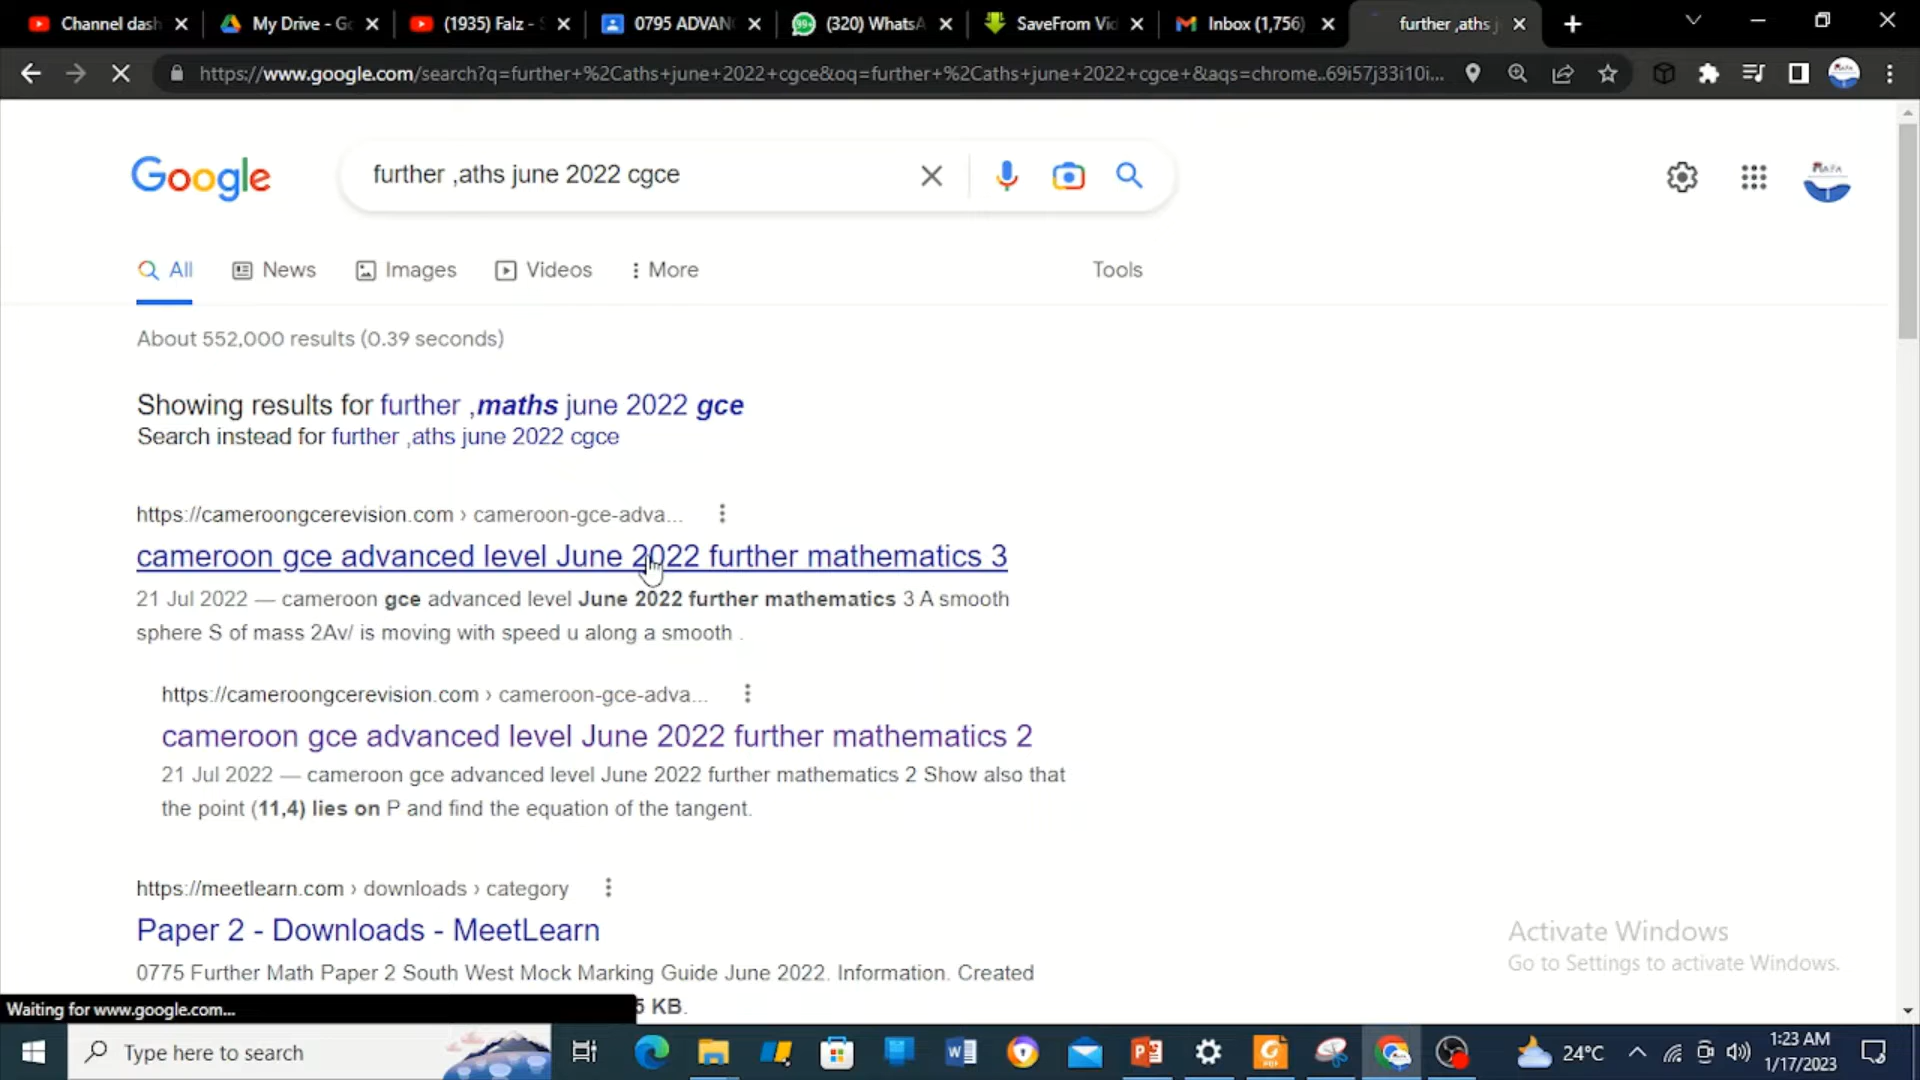 Channel dash
My Drive - Go
(1935) Falz - S
0795 ADVAN
(320) WhatsA
SaveFrom Vid
Inbox (1,756)
further ,aths j
https://www.google.com/search?q=further+%2Caths+june+2022+cgce&oq=further+%2Caths+june+2022+cgce+&aqs=chrome..69i57j33i10i...
Google
further ,aths june 2022 cgce
All
News
Images
Videos
More
Tools
About 552,000 results (0.39 seconds)
Showing results for further ,maths june 2022 gce
Search instead for further ,aths june 2022 cgce
https://cameroongcerevision.com › cameroon-gce-adva...
cameroon gce advanced level June 2022 further mathematics 3
21 Jul 2022 — cameroon gce advanced level June 2022 further mathematics 3 A smooth
sphere S of mass 2Av/ is moving with speed u along a smooth .
https://cameroongcerevision.com › cameroon-gce-adva...
cameroon gce advanced level June 2022 further mathematics 2
21 Jul 2022 — cameroon gce advanced level June 2022 further mathematics 2 Show also that
the point (11,4) lies on P and find the equation of the tangent.
https://meetlearn.com › downloads › category
Paper 2 - Downloads - MeetLearn
0775 Further Math Paper 2 South West Mock Marking Guide June 2022. Information. Created
5 KB.
Activate Windows
Go to Settings to activate Windows.
Waiting for www.google.com...
Type here to search
24°C
1:23 AM
1/17/2023